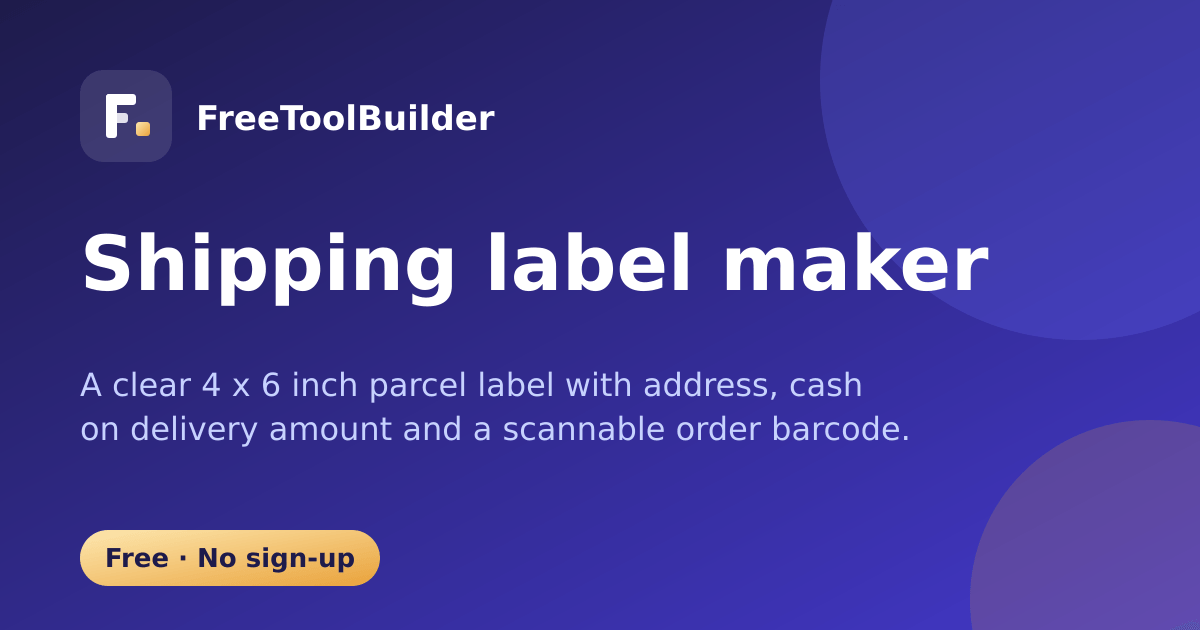 FreeToolBuilder
Shipping label maker
A clear 4 x 6 inch parcel label with address, cash
on delivery amount and a scannable order barcode.
Free · No sign-up